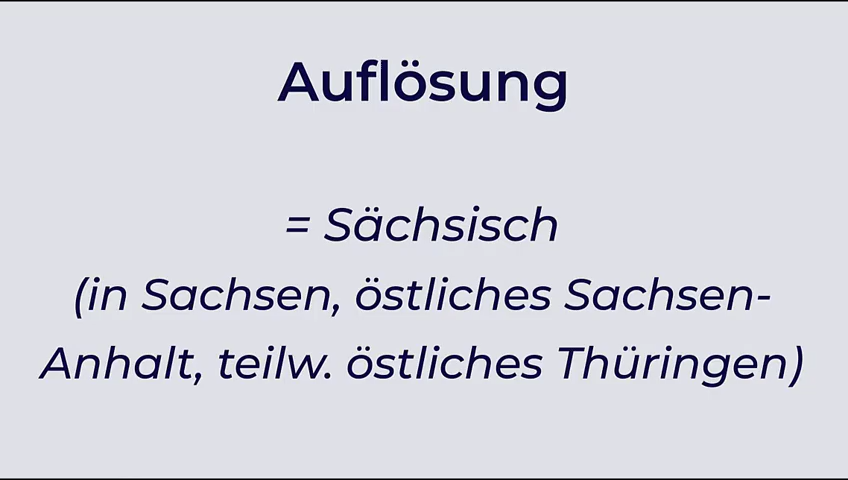 Auflösung
= Sächsisch
(in Sachsen, östliches Sachsen-
Anhalt, teilw. östliches Thüringen)